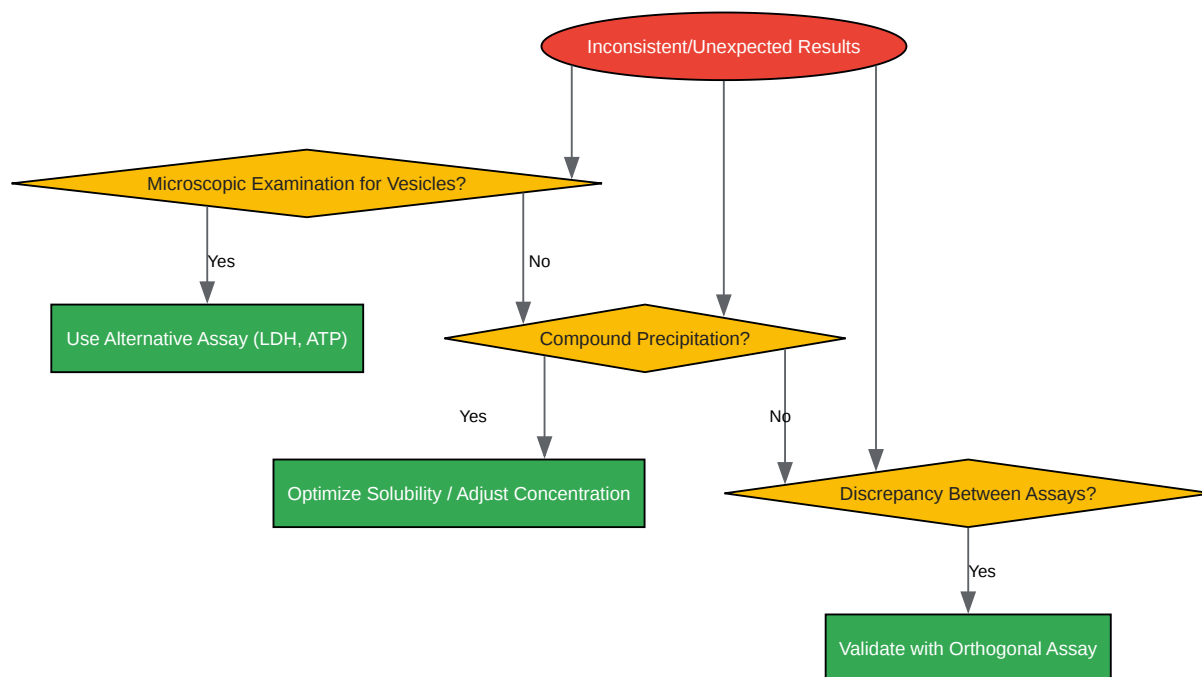 Inconsistent/Unexpected Results
Microscopic Examination for Vesicles?
Yes
No
Use Alternative Assay (LDH, ATP)
Compound Precipitation?
Yes
No
Optimize Solubility / Adjust Concentration
Discrepancy Between Assays?
Yes
Validate with Orthogonal Assay